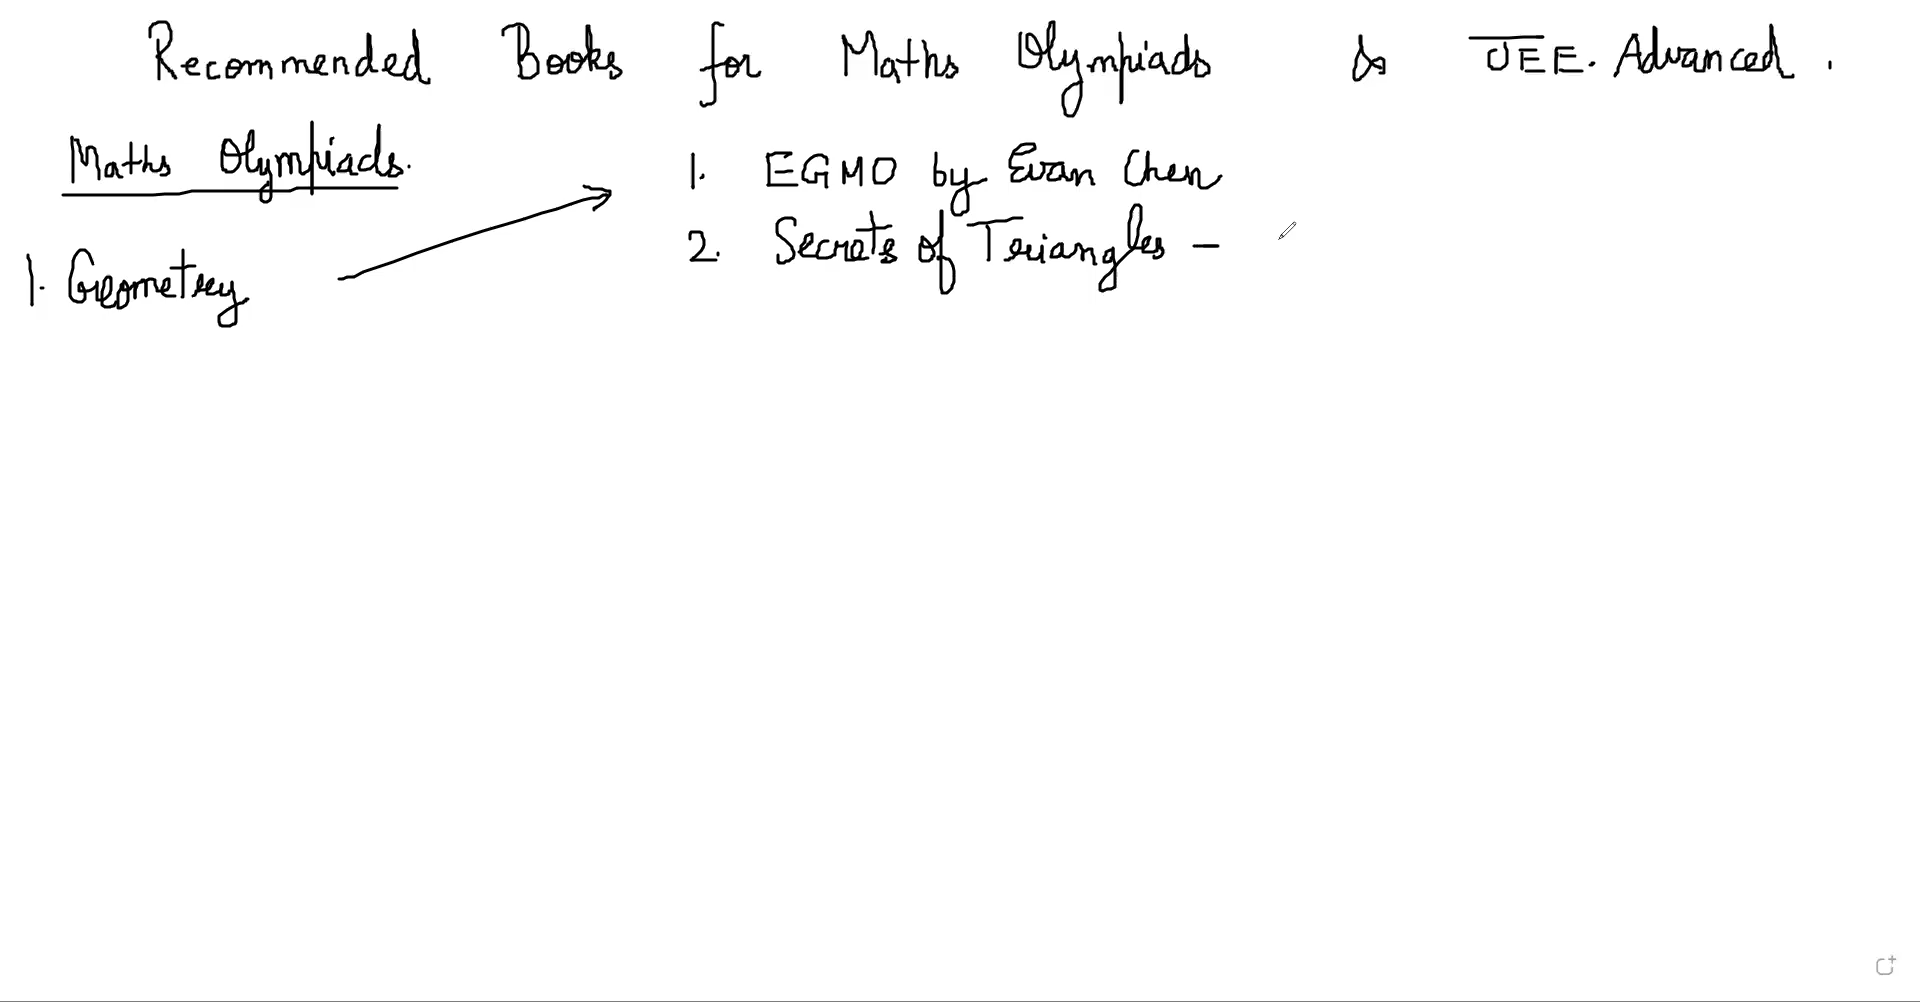 Recommended Books for Maths Olympiads & JEE. Advanced.
Maths Olympiads.
1. Geometry
1. EGMO by Evan Chen
2. Secrets of Triangles -